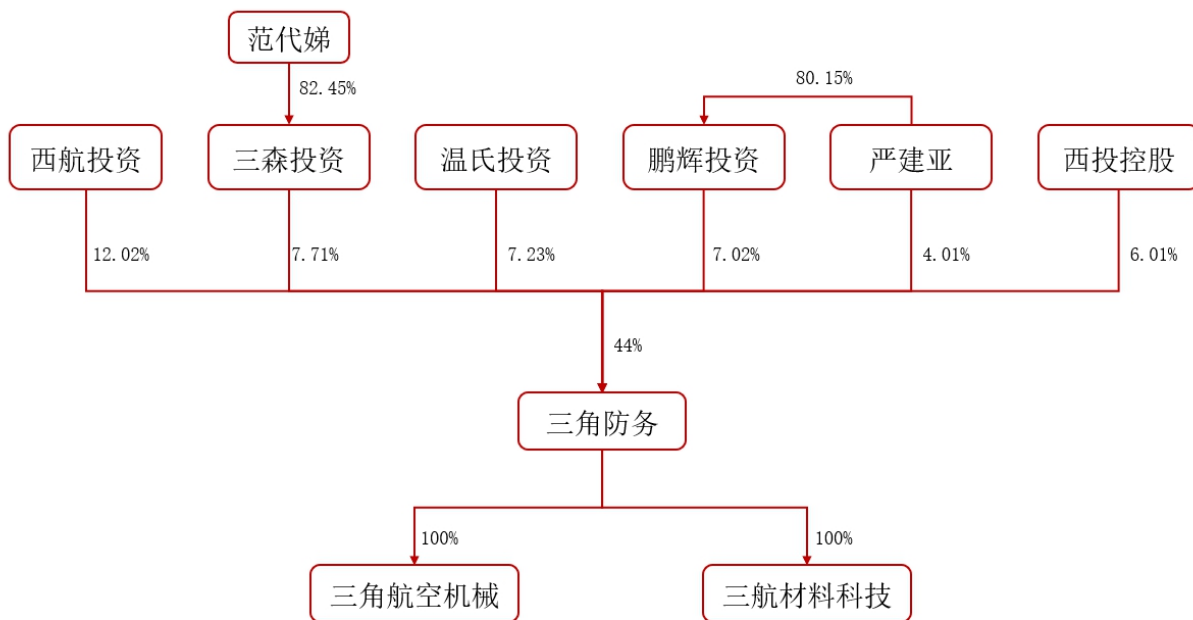 范代娣
82.45%
80.15%
西航投资
三森投资
温氏投资
鹏辉投资
严建亚
西投控股
12.02%
7.71%
7.23%
7.02%
4.01%
6.01%
44%
三角防务
100%
100%
三角航空机械
三航材料科技